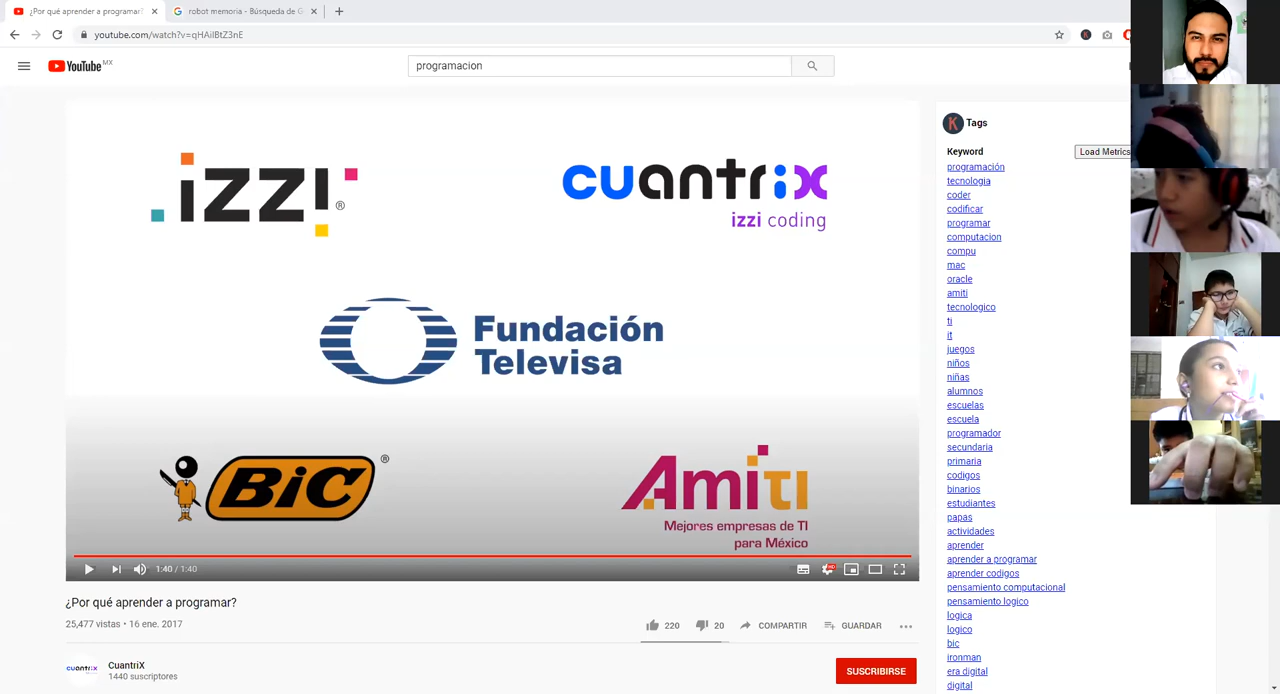 ¿Por qué aprender a programar?
robot memoria - Búsqueda de G
youtube.com/watch?v=qHAilBtZ3nE
YouTube MX
programacion
izzi ®
cuantrix
izzi coding
Fundación
Televisa
BiC ®
Amiti
Mejores empresas de TI
para México
1:40 / 1:40
HD
¿Por qué aprender a programar?
25,477 vistas • 16 ene. 2017
220
20
COMPARTIR
GUARDAR
cuantrix
CuantriX
1440 suscriptores
SUSCRIBIRSE
K Tags
Keyword
Load Metrics
programación
tecnologia
coder
codificar
programar
computacion
compu
mac
oracle
amiti
tecnologico
ti
it
juegos
niños
niñas
alumnos
escuelas
escuela
programador
secundaria
primaria
codigos
binarios
estudiantes
papas
actividades
aprender
aprender a programar
aprender codigos
pensamiento computacional
pensamiento logico
logica
logico
bic
ironman
era digital
digital